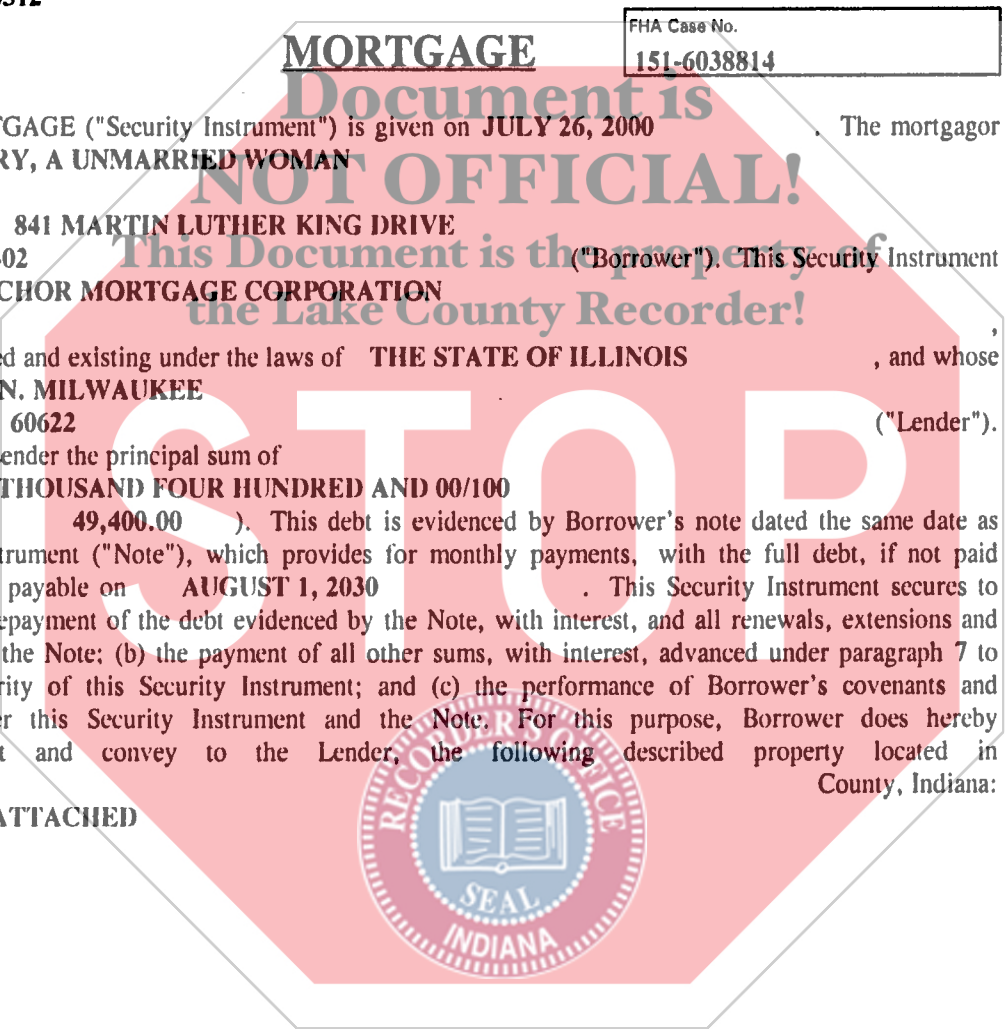 FHA Case No.
MORTGAGE
151-6038814
Document is
TGAGE ("Security Instrument") is given on JULY 26, 2000 . The mortgagor
RY, A UNMARRIED WOMAN
NOT OFFICIAL!
841 MARTIN LUTHER KING DRIVE
This Document is the property of
02 ("Borrower"). This Security Instrument
CHOR MORTGAGE CORPORATION
the Lake County Recorder!
,
ed and existing under the laws of THE STATE OF ILLINOIS , and whose
N. MILWAUKEE
60622 ("Lender").
ender the principal sum of
THOUSAND FOUR HUNDRED AND 00/100
49,400.00 ). This debt is evidenced by Borrower's note dated the same date as
trument ("Note"), which provides for monthly payments, with the full debt, if not paid
payable on AUGUST 1, 2030 . This Security Instrument secures to
epayment of the debt evidenced by the Note, with interest, and all renewals, extensions and
the Note; (b) the payment of all other sums, with interest, advanced under paragraph 7 to
rity of this Security Instrument; and (c) the performance of Borrower's covenants and
er this Security Instrument and the Note. For this purpose, Borrower does hereby
t and convey to the Lender, the following described property located in
County, Indiana:
ATTACHED
STOP
RECORDER'S OFFICE
SEAL
INDIANA